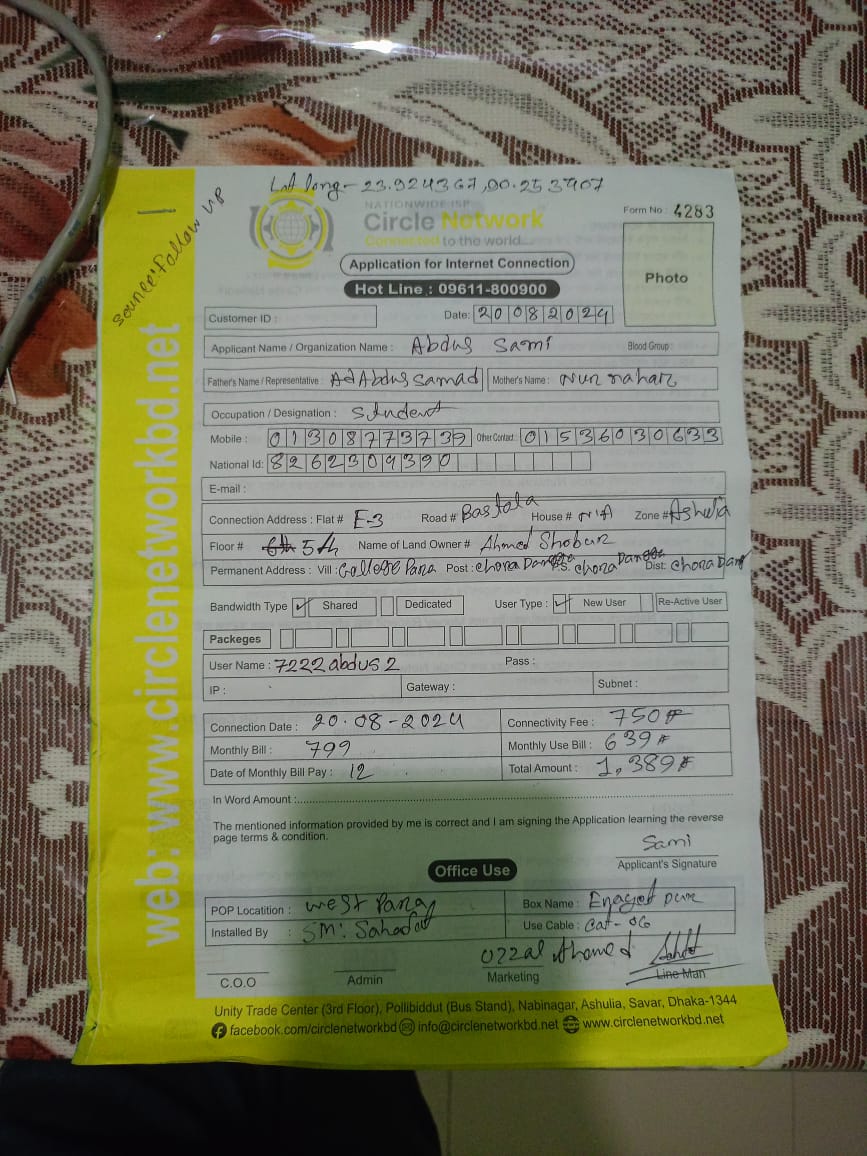 Lat long - 23.924367,90.253907
Source: Follow UP
NATIONWIDE ISP
Circle Network
Connected to the world...
Form No : 4283
Application for Internet Connection
Hot Line : 09611-800900
Photo
Customer ID :
Date: 20082024
Applicant Name / Organization Name : Abdus Sami Blood Group :
Father's Name / Representative : Abdus Samad Mother's Name : Nur nahar
Occupation / Designation : Student
Mobile : 01308773739 Other Contact: 01536030633
National Id: 8262309390
E-mail :
Connection Address : Flat # E-3 Road # Bastola House # N/A Zone # Ashulia
Floor # 5th Name of Land Owner # Ahmed Shobur
Permanent Address : Vill : College Para Post : chora Dangga P.S: chora Dangga Dist: chora Dang
Bandwidth Type Shared Dedicated User Type : New User Re-Active User
Packeges
User Name : 7222abdus2 Pass :
IP : Gateway : Subnet :
Connection Date : 20-08-2024 Connectivity Fee : 750
Monthly Bill : 799 Monthly Use Bill : 639
Date of Monthly Bill Pay : 12 Total Amount : 1,389
In Word Amount :
The mentioned information provided by me is correct and I am signing the Application learning the reverse
page terms & condition.
Sami
Applicant's Signature
Office Use
POP Locatition : West Para Box Name : Enayet pur
Installed By : SM: Use Cable : Cat-06
Uzzal Ahamed
C.O.O Admin Marketing Line Man
Unity Trade Center (3rd Floor), Pollibiddut (Bus Stand), Nabinagar, Ashulia, Savar, Dhaka-1344
facebook.com/circlenetworkbd info@circlenetworkbd.net www.circlenetworkbd.net
web: www.circlenetworkbd.net